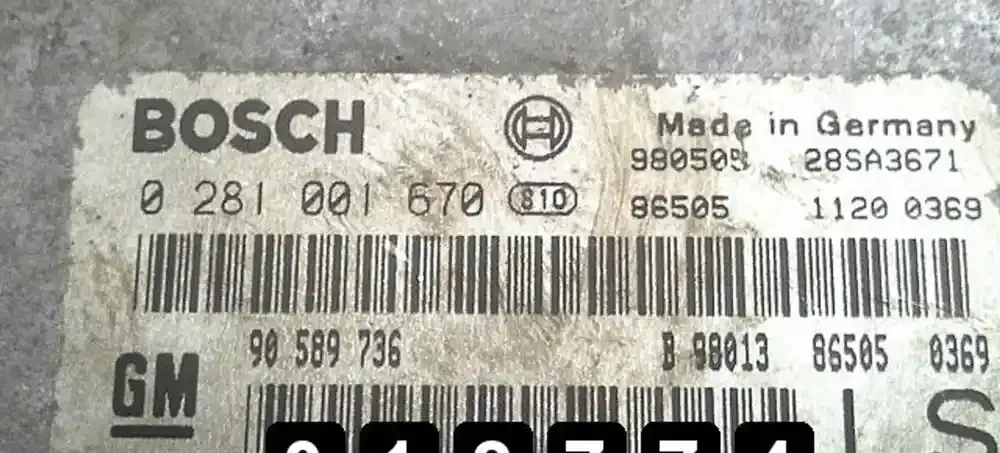 BOSCH
Made in Germany
980505 28SA3671
0 281 001 670 810
86505 1120 0369
90 589 736 B 98013 86505 0369
GM
LS